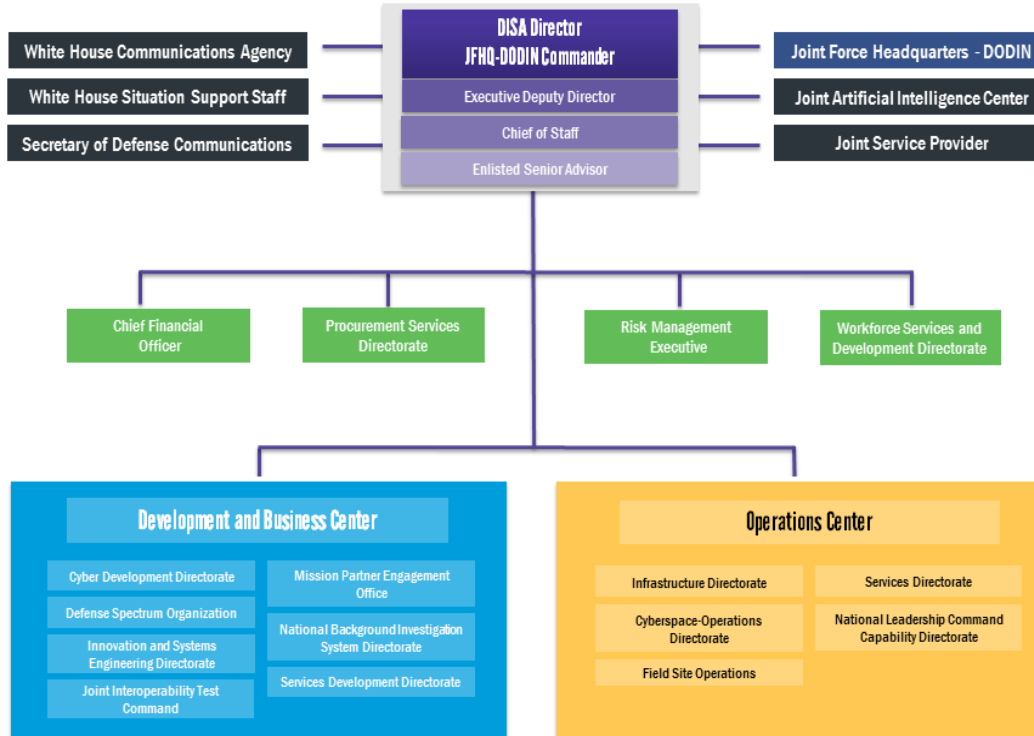 DISA Director
JFHQ-DODIN Commander
Executive Deputy Director
Chief of Staff
Enlisted Senior Advisor
White House Communications Agency
White House Situation Support Staff
Secretary of Defense Communications
Joint Force Headquarters - DODIN
Joint Artificial Intelligence Center
Joint Service Provider
Chief Financial
Officer
Procurement Services
Directorate
Risk Management
Executive
Workforce Services and
Development Directorate
Development and Business Center
Cyber Development Directorate
Defense Spectrum Organization
Innovation and Systems
Engineering Directorate
Joint Interoperability Test
Command
Mission Partner Engagement
Office
National Background Investigation
System Directorate
Services Development Directorate
Operations Center
Infrastructure Directorate
Cyberspace-Operations
Directorate
Field Site Operations
Services Directorate
National Leadership Command
Capability Directorate